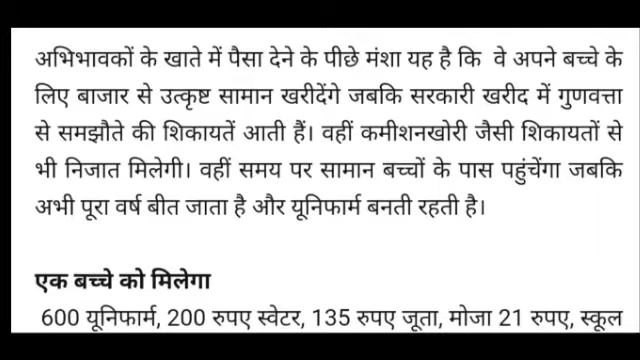 अभिभावकों के खाते में पैसा देने के पीछे मंशा यह है कि वे अपने बच्चे के
लिए बाजार से उत्कृष्ट सामान खरीदेंगे जबकि सरकारी खरीद में गुणवत्ता
से समझौते की शिकायतें आती हैं। वहीं कमीशनखोरी जैसी शिकायतों से
भी निजात मिलेगी। वहीं समय पर सामान बच्चों के पास पहुंचेंगा जबकि
अभी पूरा वर्ष बीत जाता है और यूनिफार्म बनती रहती है।
एक बच्चे को मिलेगा
600 यूनिफार्म, 200 रुपए स्वेटर, 135 रुपए जूता, मोजा 21 रुपए, स्कूल